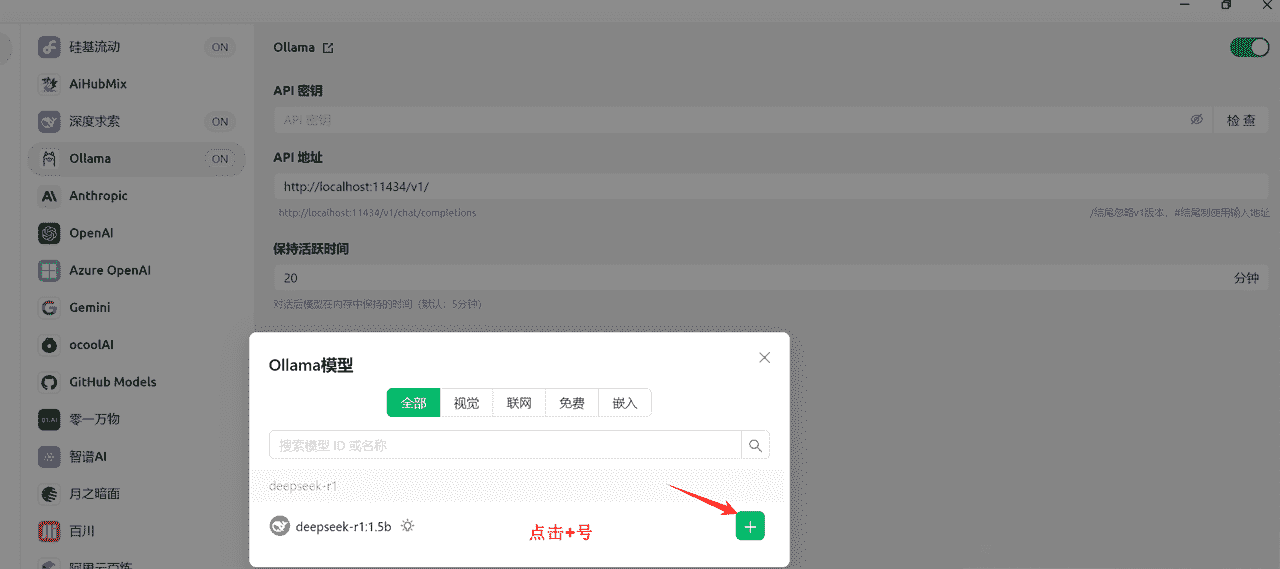 硅基流动 ON
AiHubMix
深度求索 ON
Ollama ON
Anthropic
OpenAI
Azure OpenAI
Gemini
ocoolAI
GitHub Models
01.AI 零一万物
智谱AI
月之暗面
百川
阿里云百炼
Ollama
API 密钥
API 密钥 检 查
API 地址
http://localhost:11434/v1/
http://localhost:11434/v1/chat/completions /结尾忽略v1版本，#结尾制使用输入地址
保持活跃时间
20 分钟
对话后模型在内存中保持的时间（默认：5分钟）
Ollama模型
全部 视觉 联网 免费 嵌入
搜索模型 ID 或名称
deepseek-r1
deepseek-r1:1.5b
点击+号